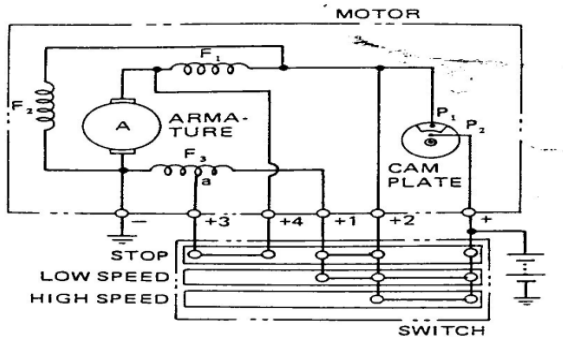 MOTOR
F1
F2
A
ARMA-
TURE
P1
P2
F3
a
CAM
PLATE
−
+3
+4
+1
+2
+
STOP
LOW SPEED
HIGH SPEED
SWITCH